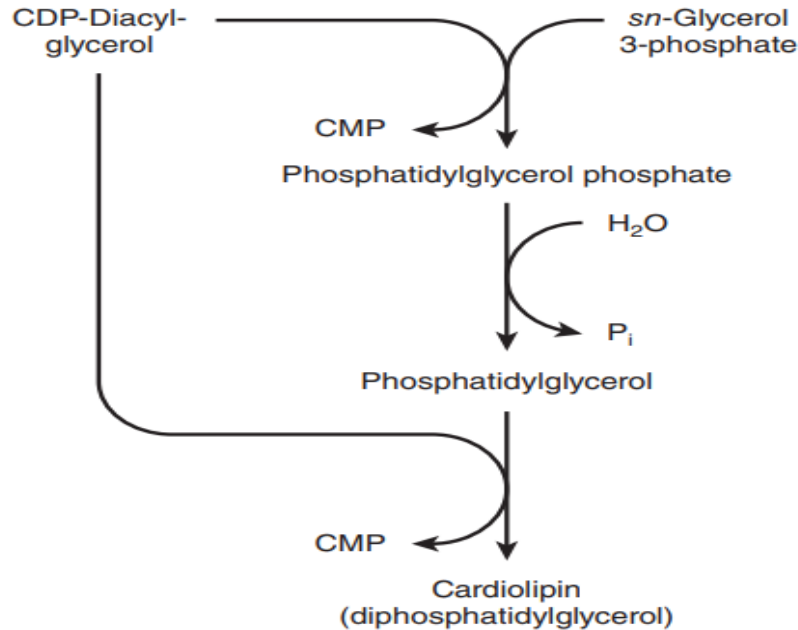 CDP-Diacyl-
glycerol
sn-Glycerol
3-phosphate
CMP
Phosphatidylglycerol phosphate
H₂O
Pᵢ
Phosphatidylglycerol
CMP
Cardiolipin
(diphosphatidylglycerol)